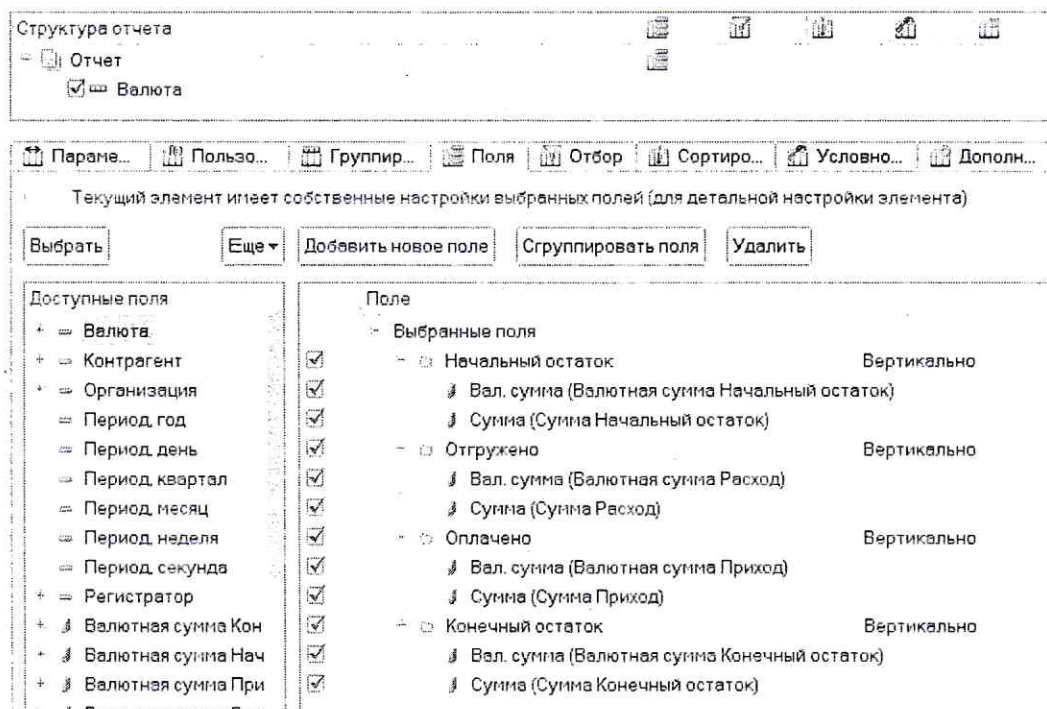 Структура отчета
Отчет
Валюта
Параме... Пользо... Группир... Поля Отбор Сортиро... Условно... Дополн...
Текущий элемент имеет собственные настройки выбранных полей (для детальной настройки элемента)
Выбрать Еще Добавить новое поле Сгруппировать поля Удалить
Доступные поля Поле
Валюта Выбранные поля
Контрагент Начальный остаток Вертикально
Организация Вал. сумма (Валютная сумма Начальный остаток)
Период, год Сумма (Сумма Начальный остаток)
Период, день Отгружено Вертикально
Период, квартал Вал. сумма (Валютная сумма Расход)
Период, месяц Сумма (Сумма Расход)
Период, неделя Оплачено Вертикально
Период, секунда Вал. сумма (Валютная сумма Приход)
Регистратор Сумма (Сумма Приход)
Валютная сумма Кон Конечный остаток Вертикально
Валютная сумма Нач Вал. сумма (Валютная сумма Конечный остаток)
Валютная сумма При Сумма (Сумма Конечный остаток)